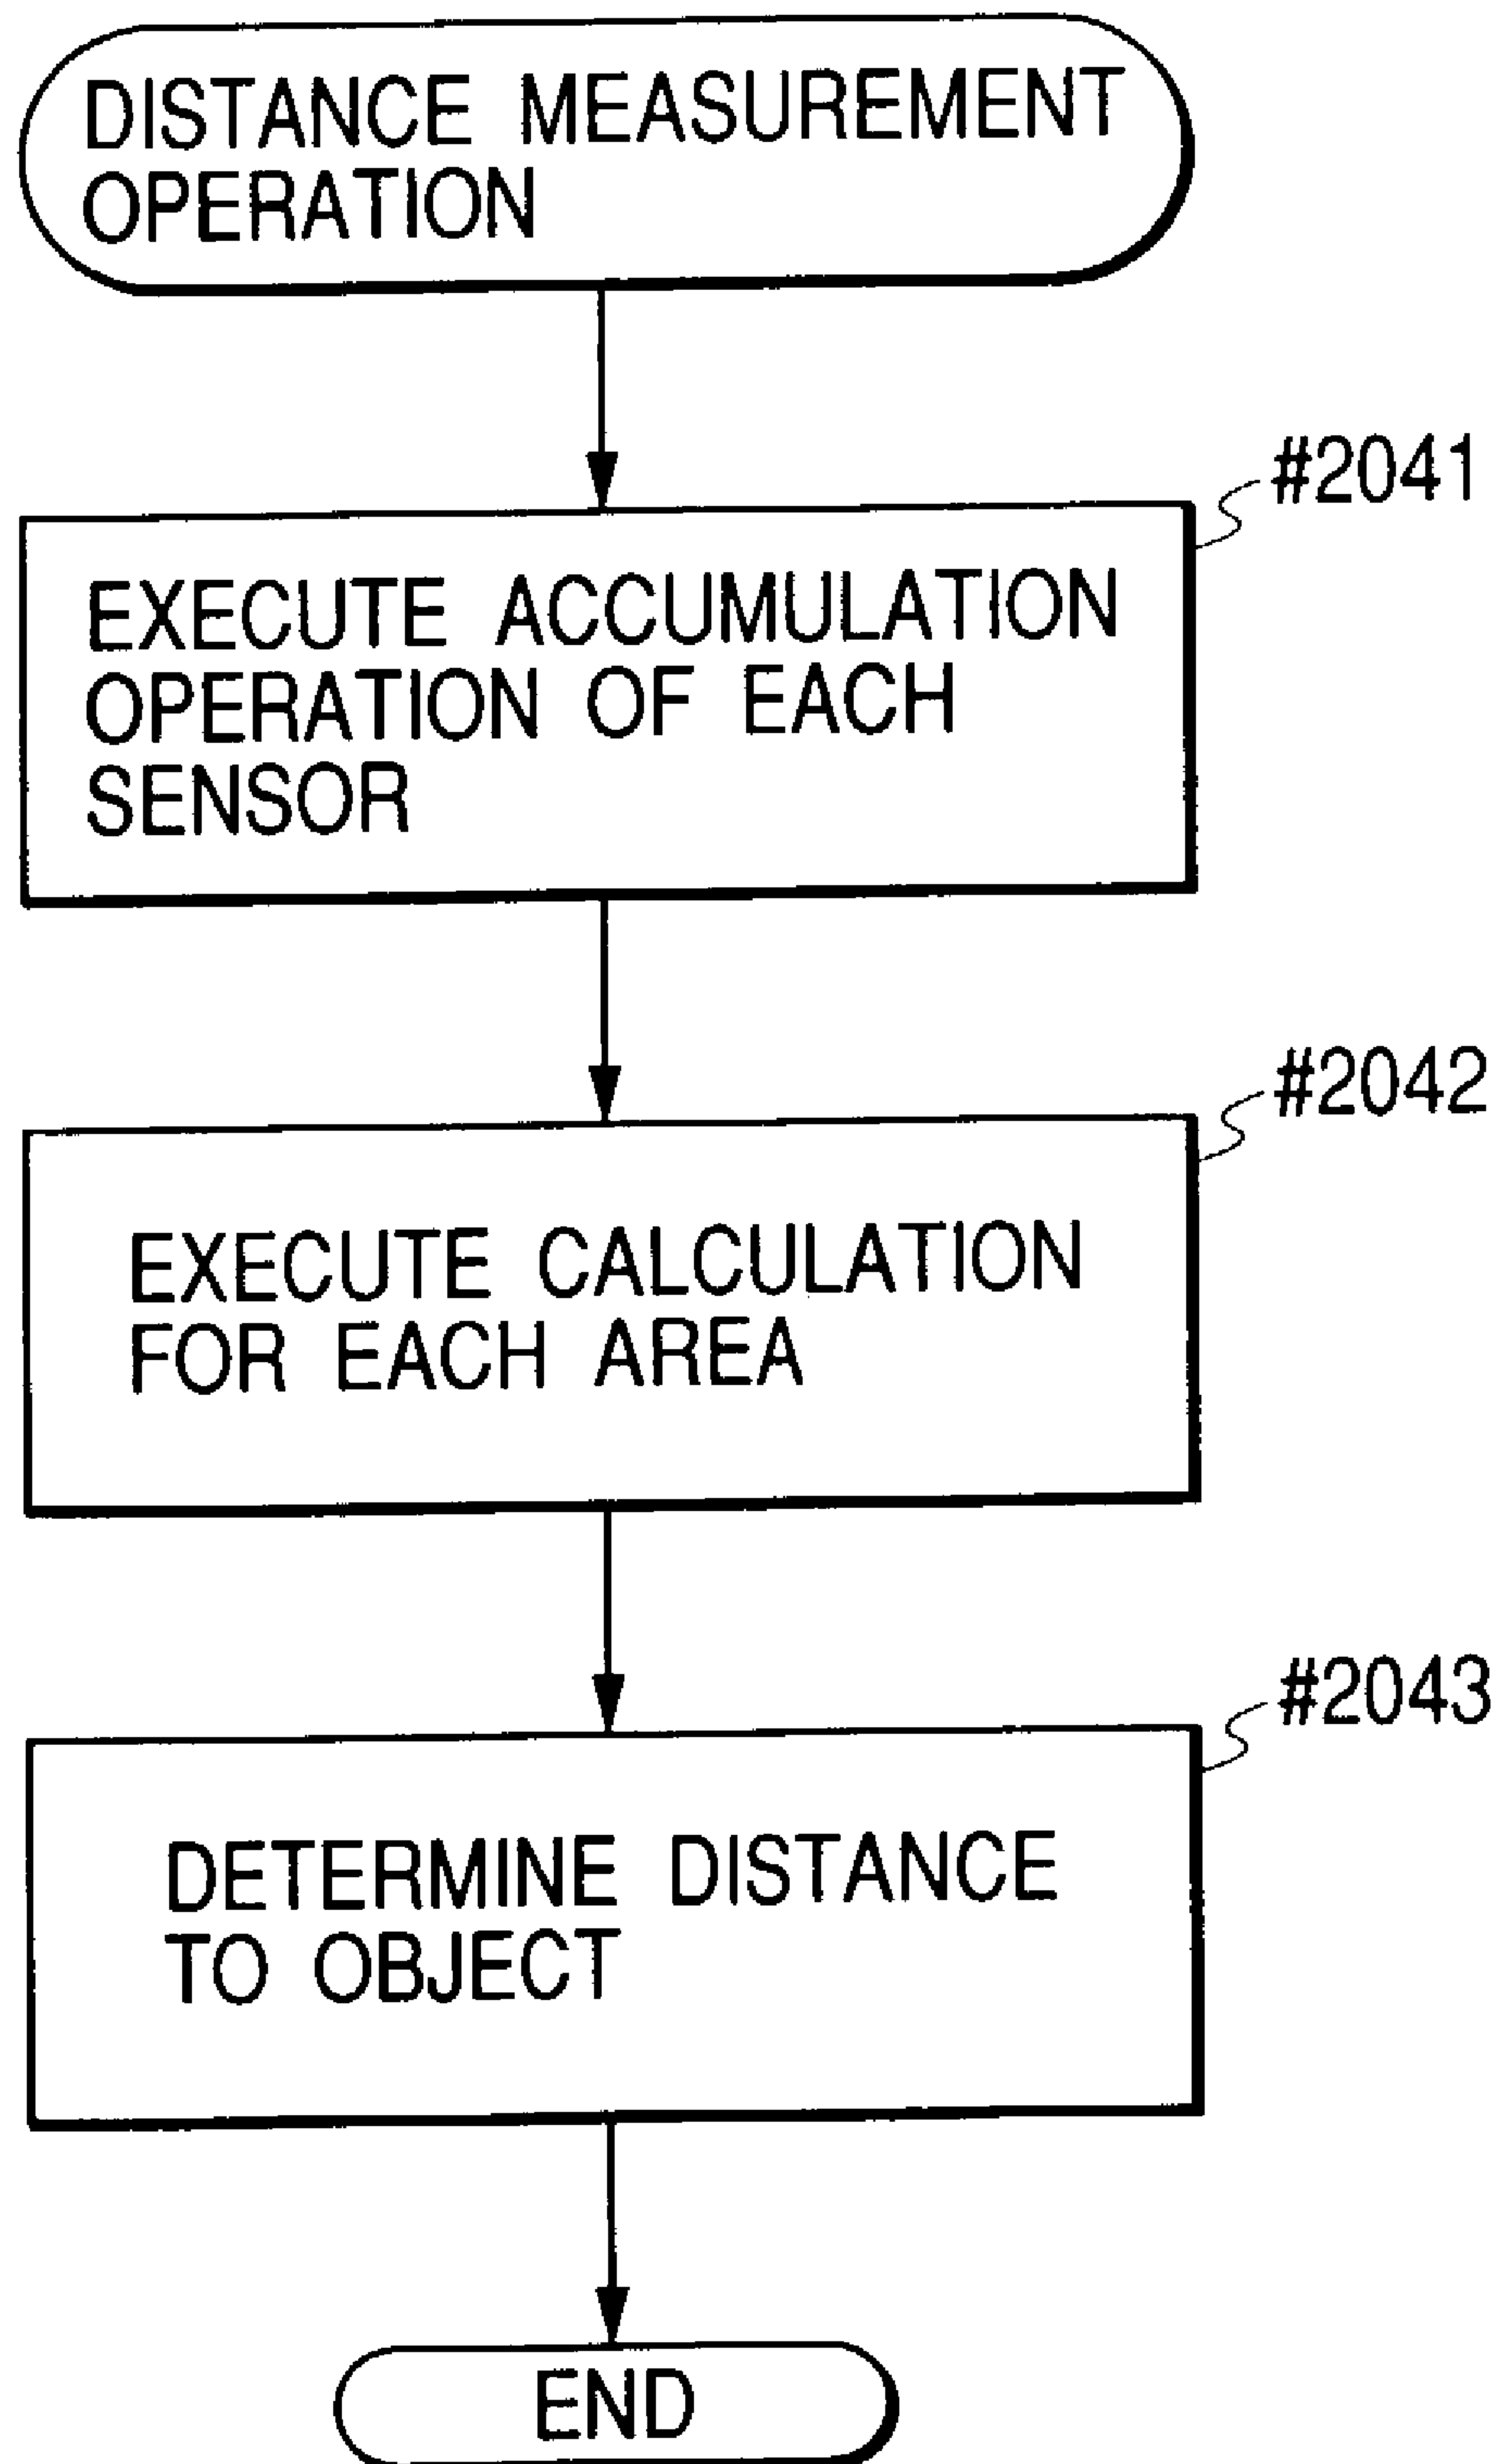 DISTANCE MEASUREMENT
OPERATION
#2041
EXECUTE ACCUMULATION
OPERATION OF EACH
SENSOR
#2042
EXECUTE CALCULATION
FOR EACH AREA
#2043
DETERMINE DISTANCE
TO OBJECT
END